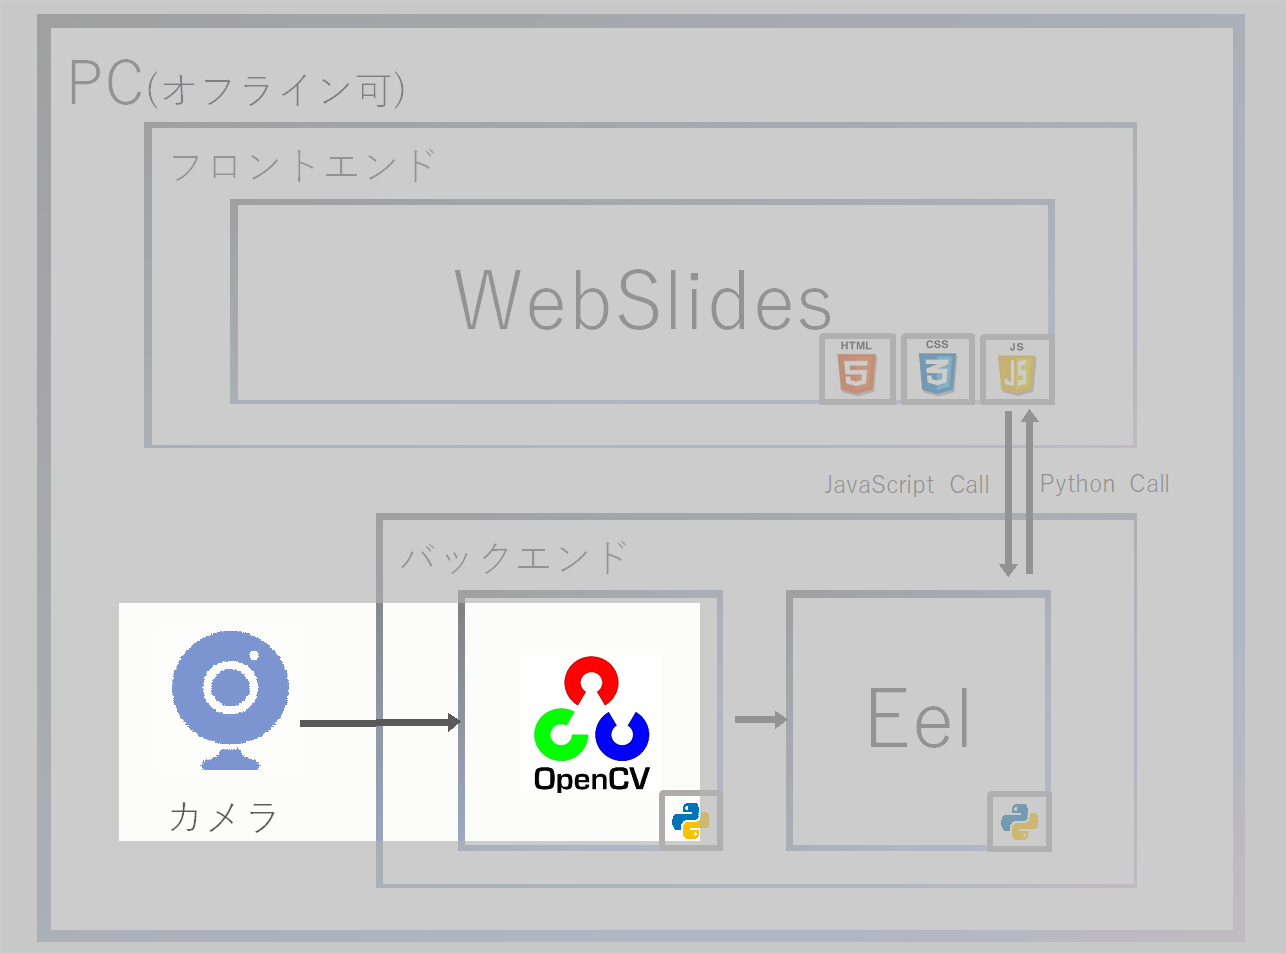 PC(オフライン可)
フロントエンド
WebSlides
HTML
5
CSS
3
JS
JS
JavaScript Call
Python Call
バックエンド
OpenCV
Eel
カメラ